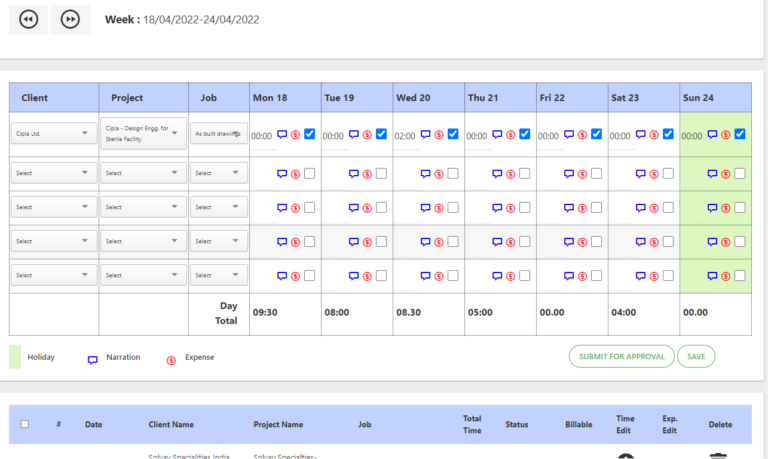 Week : 18/04/2022-24/04/2022
Client Project Job Mon 18 Tue 19 Wed 20 Thu 21 Fri 22 Sat 23 Sun 24
Cipla Ltd. Cipla - Design Engg. for Sterile Facility As built drawings 00:00 00:00 02:00 00:00 00:00 00:00 00:00
Select Select Select
Select Select Select
Select Select Select
Select Select Select
Day Total 09:30 08:00 08.30 05:00 00.00 04:00 00.00
Holiday Narration Expense SUBMIT FOR APPROVAL SAVE
# Date Client Name Project Name Job Total Time Status Billable Time Edit Exp. Edit Delete
Solvay Specialities India Solvay Specialties-